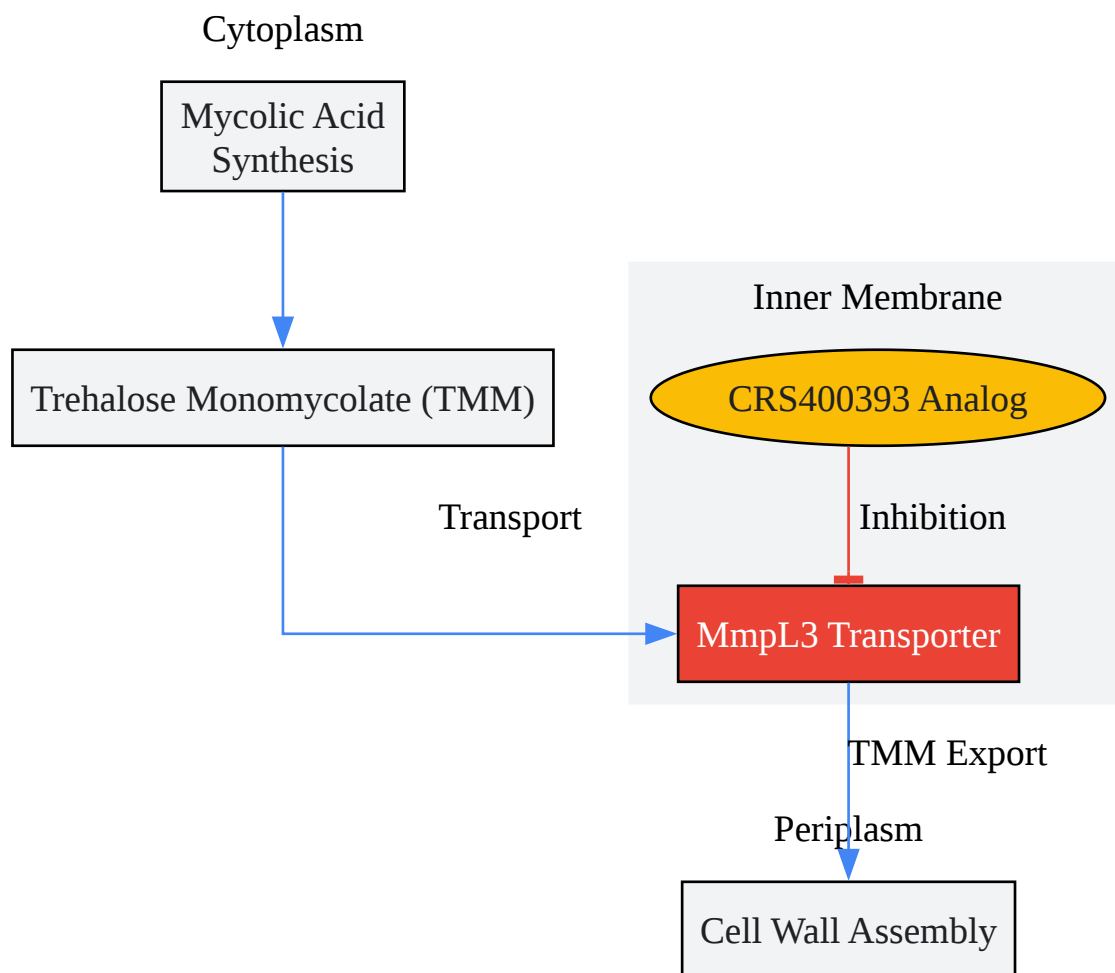 Cytoplasm
Mycolic Acid
Synthesis
Inner Membrane
Trehalose Monomycolate (TMM)
CRS400393 Analog
Transport
Inhibition
MmpL3 Transporter
TMM Export
Periplasm
Cell Wall Assembly